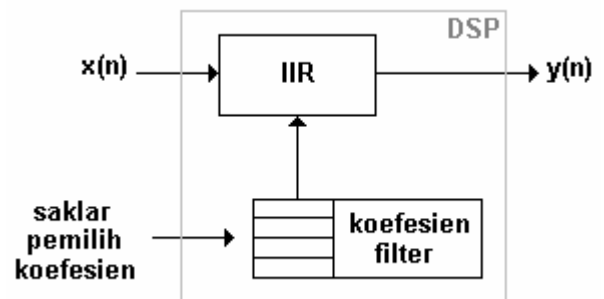 DSP
x(n)
IIR
y(n)
saklar
pemilih
koefesien
koefesien
filter